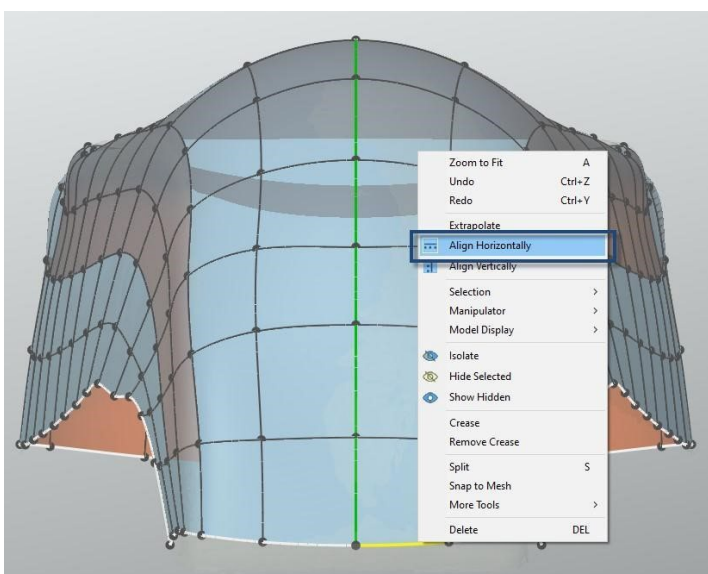 Zoom to Fit A
Undo Ctrl+Z
Redo Ctrl+Y
Extrapolate
Align Horizontally
Align Vertically
Selection >
Manipulator >
Model Display >
Isolate
Hide Selected
Show Hidden
Crease
Remove Crease
Split S
Snap to Mesh
More Tools >
Delete DEL